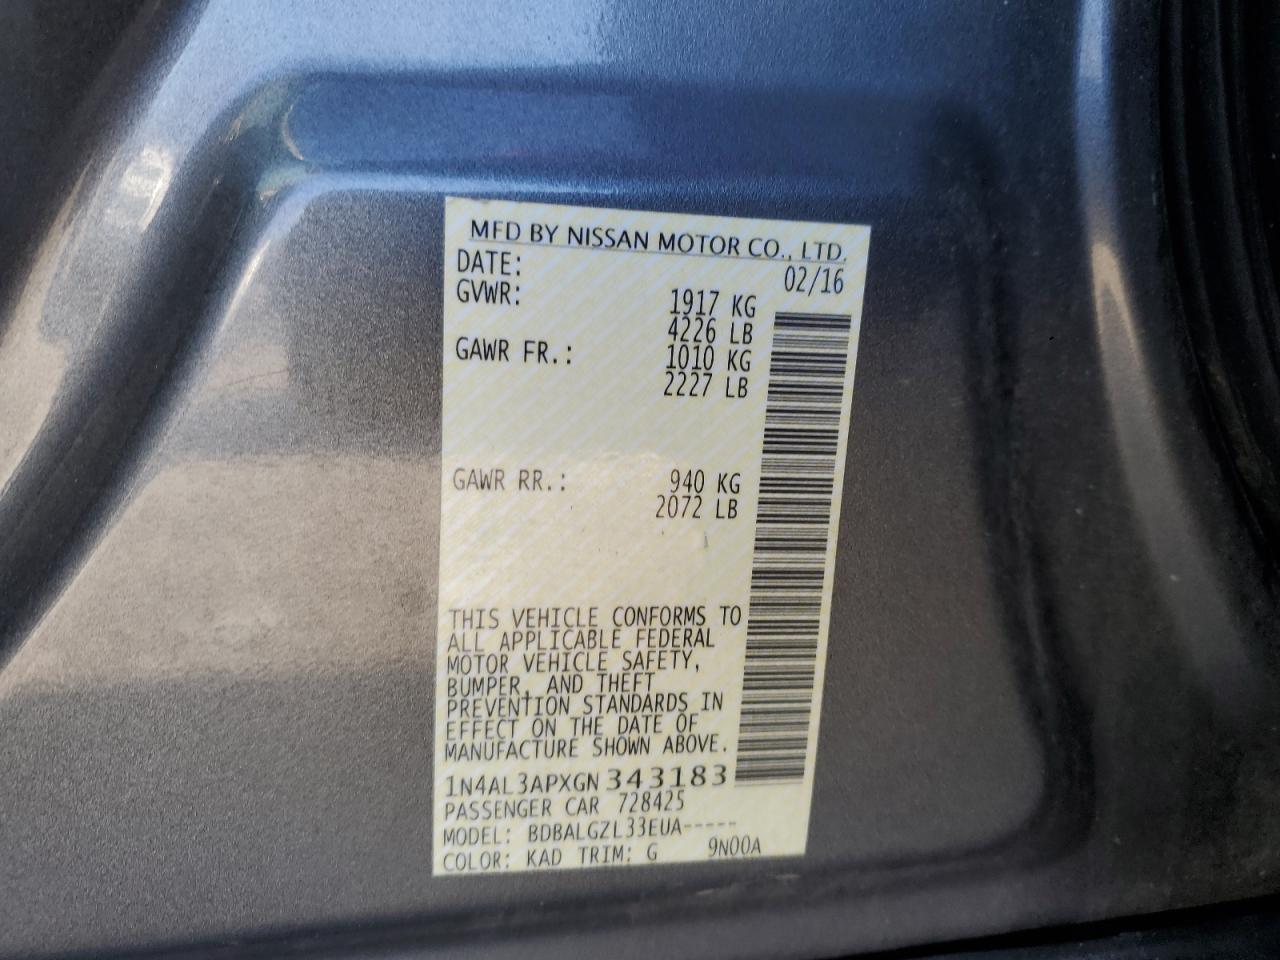 MFD BY NISSAN MOTOR CO., LTD.
DATE: 02/16
GVWR: 1917 KG
4226 LB
GAWR FR.: 1010 KG
2227 LB
GAWR RR.: 940 KG
2072 LB
THIS VEHICLE CONFORMS TO
ALL APPLICABLE FEDERAL
MOTOR VEHICLE SAFETY,
BUMPER, AND THEFT
PREVENTION STANDARDS IN
EFFECT ON THE DATE OF
MANUFACTURE SHOWN ABOVE.
1N4AL3APXGN343183
PASSENGER CAR 728425
MODEL: BDBALGZL33EUA-----
COLOR: KAD TRIM: G 9N00A